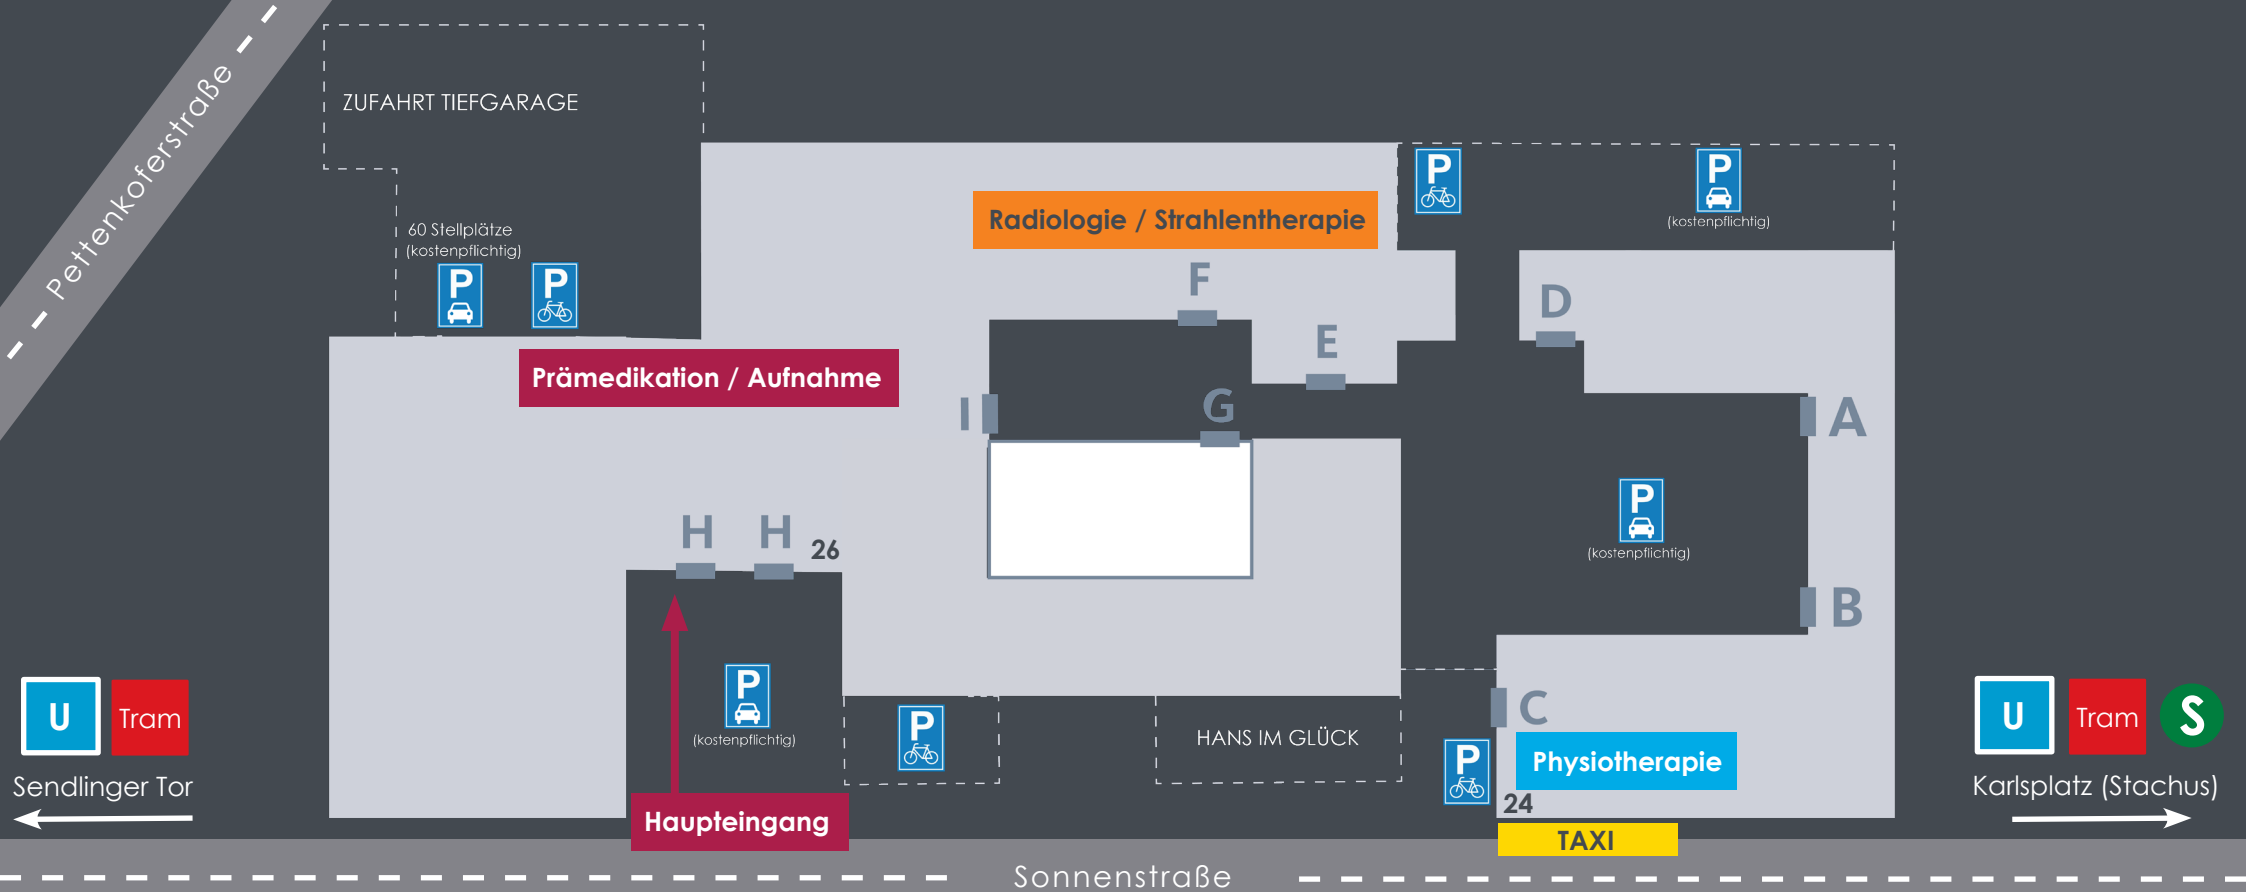 ZUFAHRT TIEFGARAGE
Pettenkoferstraße
60 Stellplätze
(kostenpflichtig)
P
P
P
P
(kostenpflichtig)
Radiologie / Strahlentherapie
F
D
E
Prämedikation / Aufnahme
I
G
A
P
(kostenpflichtig)
H
H
26
B
P
(kostenpflichtig)
P
HANS IM GLÜCK
C
P
Physiotherapie
24
U
Tram
Sendlinger Tor
U
Tram
S
Karlsplatz (Stachus)
Haupteingang
TAXI
Sonnenstraße